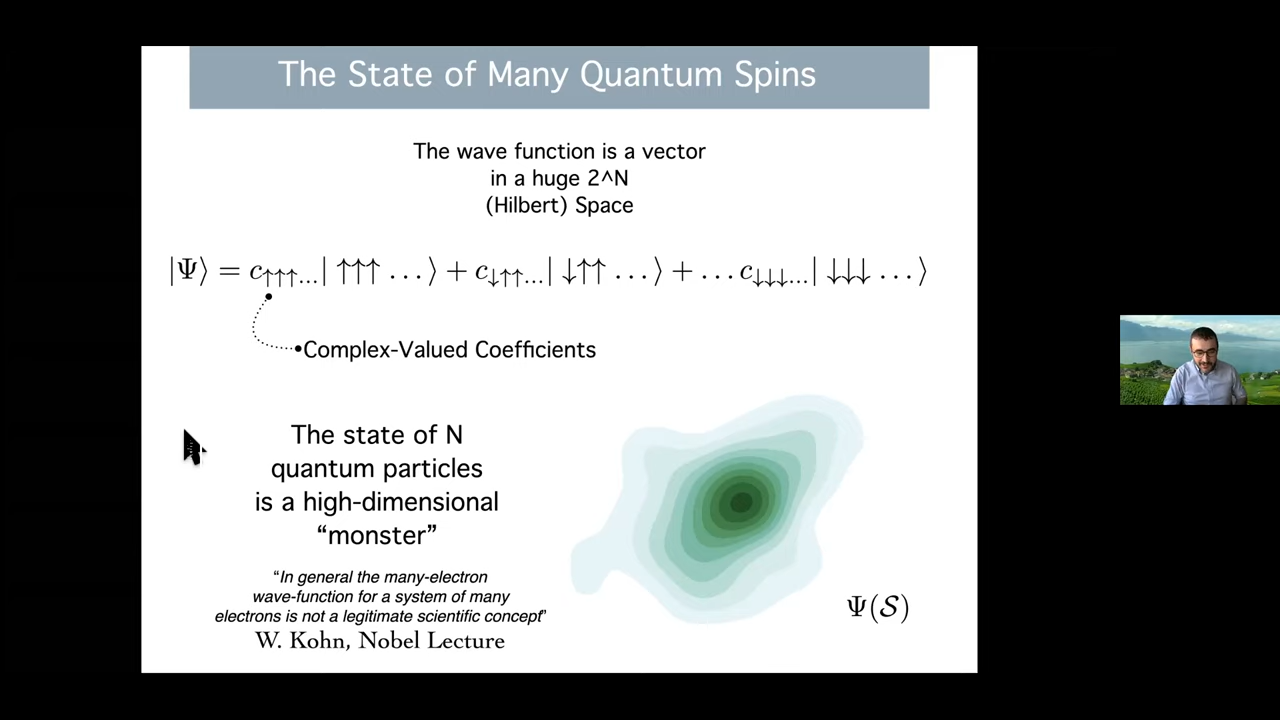 The State of Many Quantum Spins
The wave function is a vector
in a huge 2^N
(Hilbert) Space
|Ψ⟩ = c↑↑↑...| ↑↑↑ ...⟩ + c↓↑↑...| ↓↑↑ ...⟩ + ...c↓↓↓...| ↓↓↓ ...⟩
•Complex-Valued Coefficients
The state of N
quantum particles
is a high-dimensional
“monster”
“In general the many-electron
wave-function for a system of many
electrons is not a legitimate scientific concept”
W. Kohn, Nobel Lecture
Ψ(𝒮)